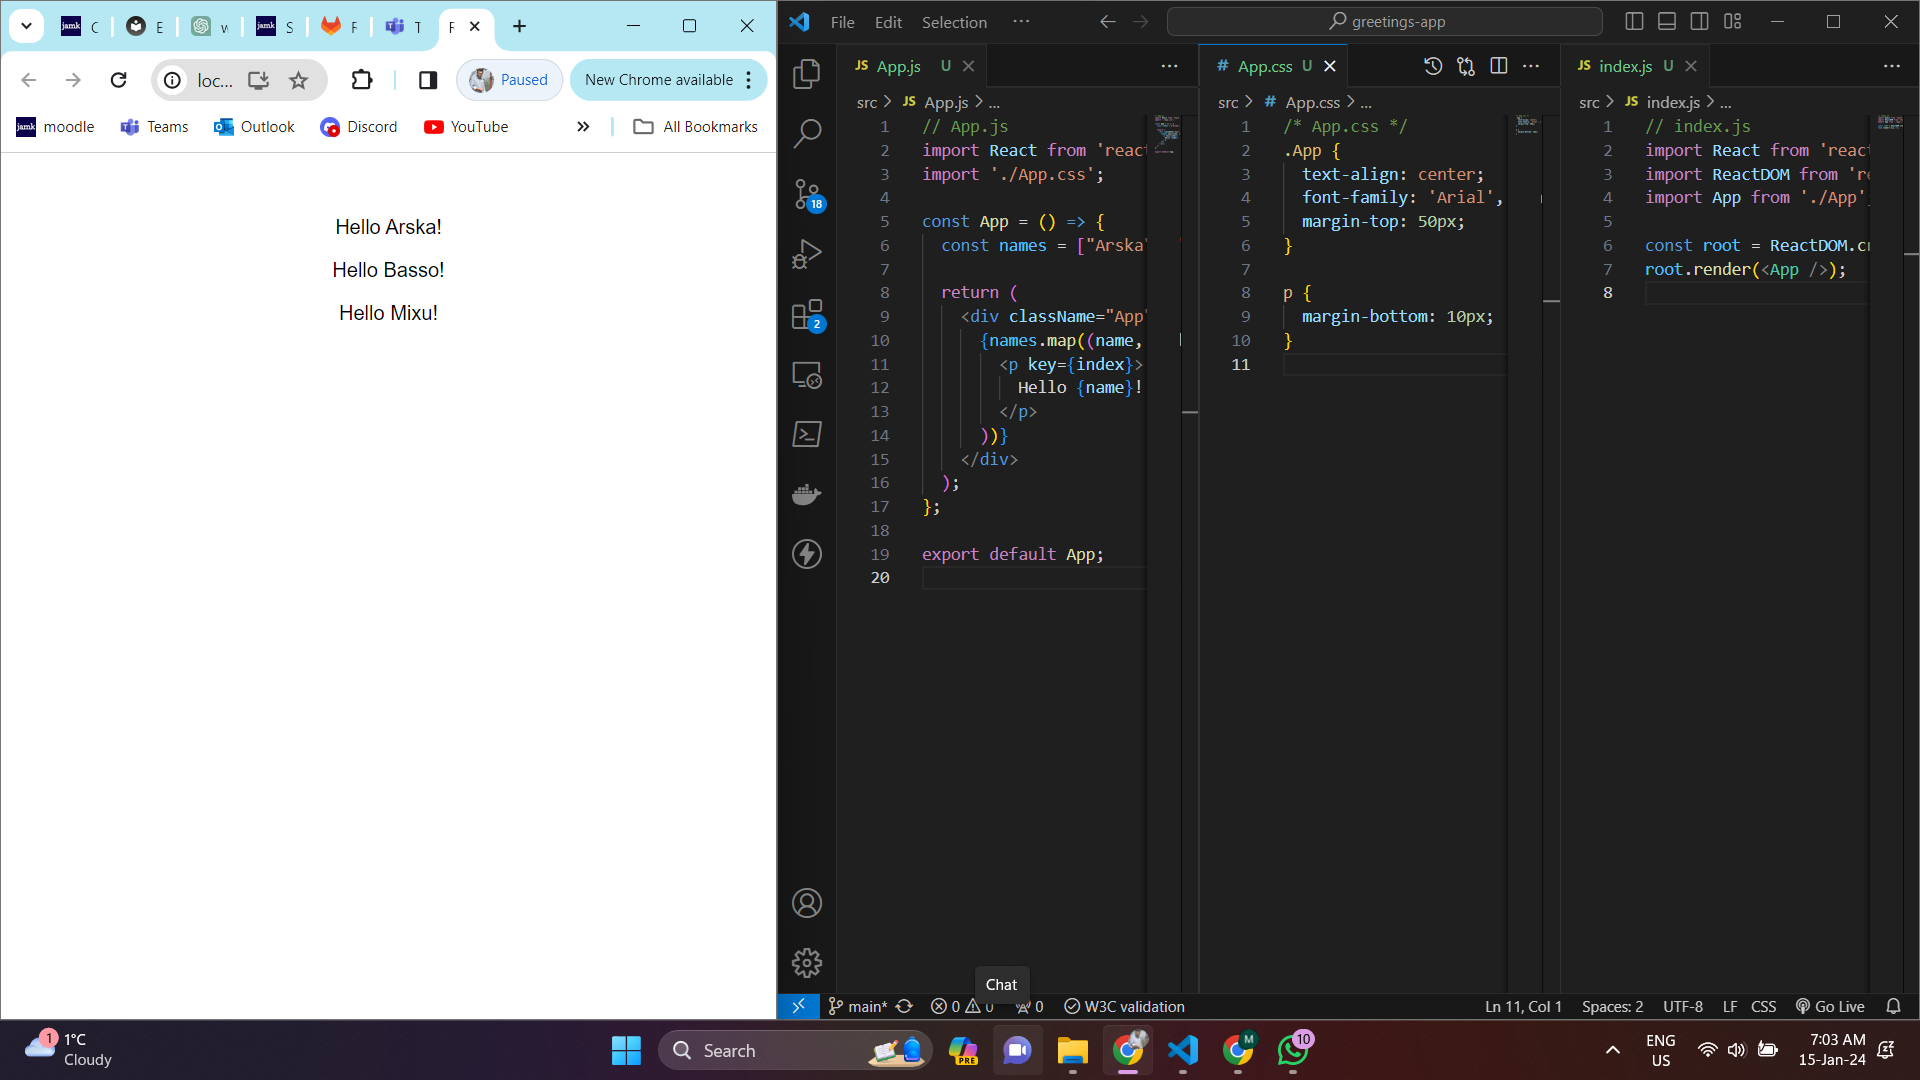 C
E
w
S
F
T
F
loc...
Paused
New Chrome available
jamk moodle
Teams
Outlook
Discord
YouTube
All Bookmarks
Hello Arska!
Hello Basso!
Hello Mixu!
File Edit Selection ...
greetings-app
18
2
JS App.js U
src > JS App.js > ...
1 // App.js
2 import React from 'react
3 import './App.css';
4
5 const App = () => {
6 const names = ["Arska"
7
8 return (
9 <div className="App"
10 {names.map((name,
11 <p key={index}>
12 Hello {name}!
13 </p>
14 ))}
15 </div>
16 );
17 };
18
19 export default App;
20
# App.css U
src > # App.css > ...
1 /* App.css */
2 .App {
3 text-align: center;
4 font-family: 'Arial',
5 margin-top: 50px;
6 }
7
8 p {
9 margin-bottom: 10px;
10 }
11
JS index.js U
src > JS index.js > ...
1 // index.js
2 import React from 'reac
3 import ReactDOM from 're
4 import App from './App'
5
6 const root = ReactDOM.cr
7 root.render(<App />);
8
Chat
main* 0 0 0 W3C validation
Ln 11, Col 1 Spaces: 2 UTF-8 LF CSS Go Live
1
1°C
Cloudy
Search
PRE
M
10
ENG
US
7:03 AM
15-Jan-24